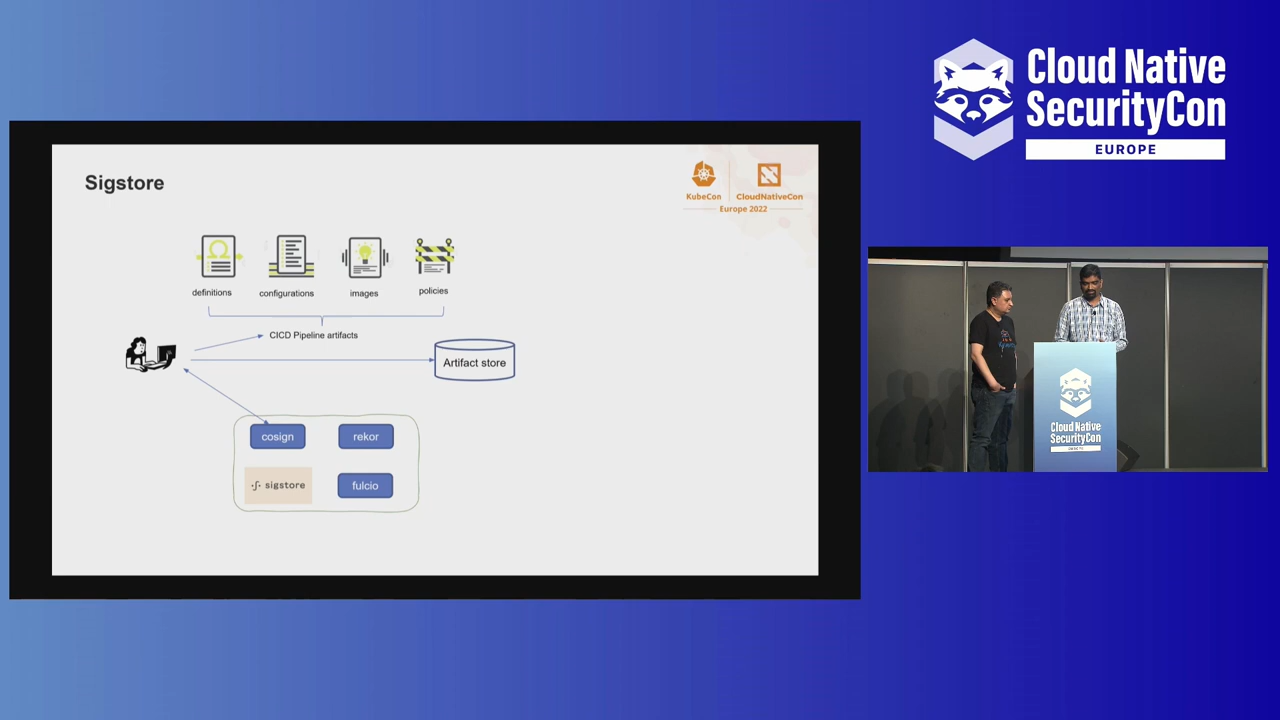 Cloud Native
SecurityCon
EUROPE
Sigstore
KubeCon
CloudNativeCon
Europe 2022
definitions
configurations
images
policies
CICD Pipeline artifacts
Artifact store
cosign
rekor
sigstore
fulcio
Cloud Native
SecurityCon